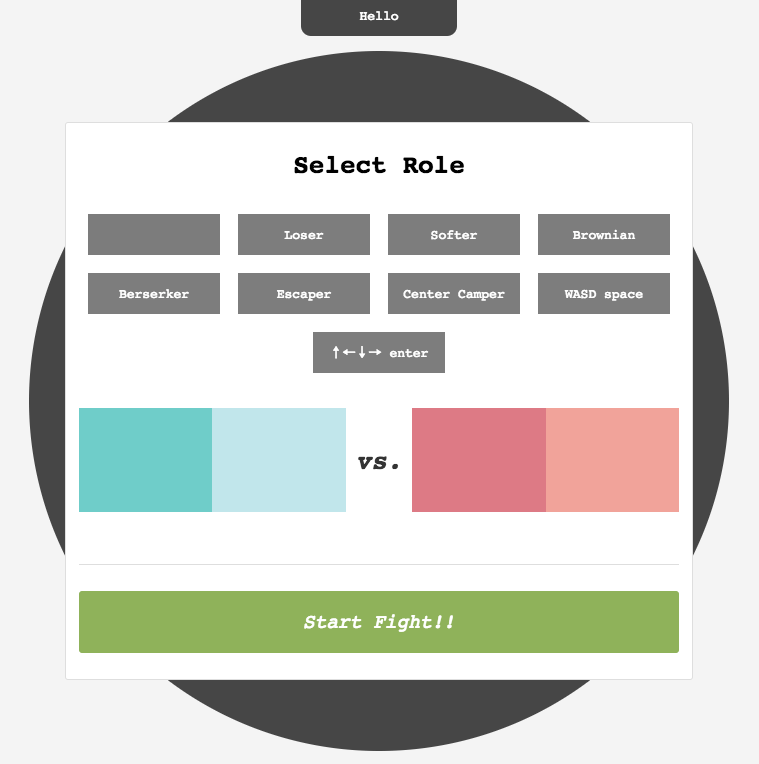 Hello
Select Role
Loser
Softer
Brownian
Berserker
Escaper
Center Camper
WASD space
↑←↓→ enter
vs.
Start Fight!!